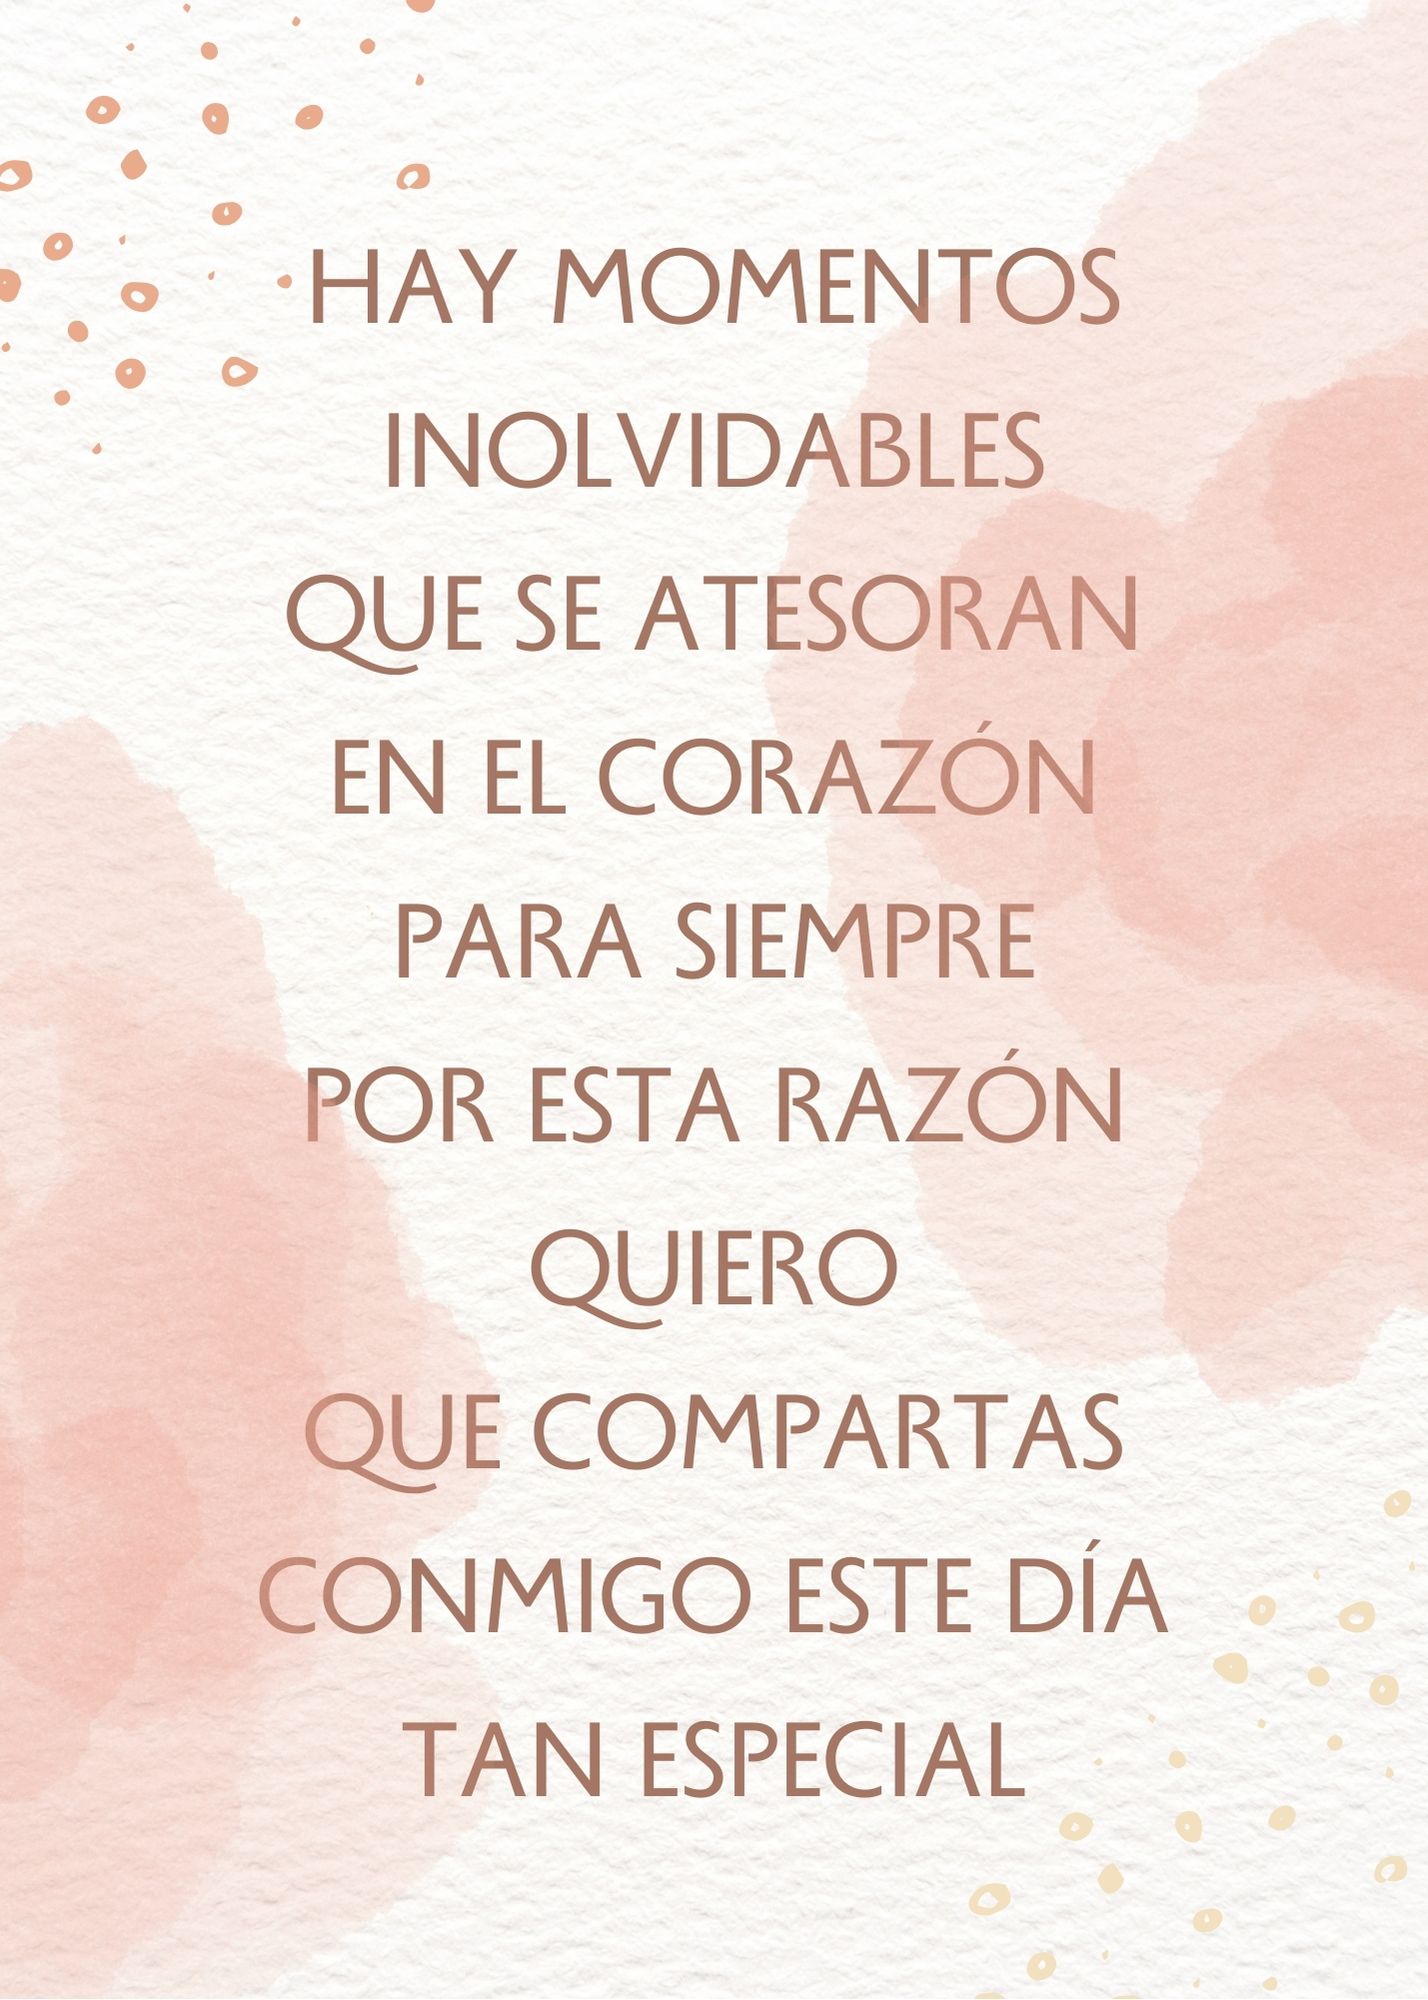 HAY MOMENTOS
INOLVIDABLES
QUE SE ATESORAN
EN EL CORAZÓN
PARA SIEMPRE
POR ESTA RAZÓN
QUIERO
QUE COMPARTAS
CONMIGO ESTE DÍA
TAN ESPECIAL